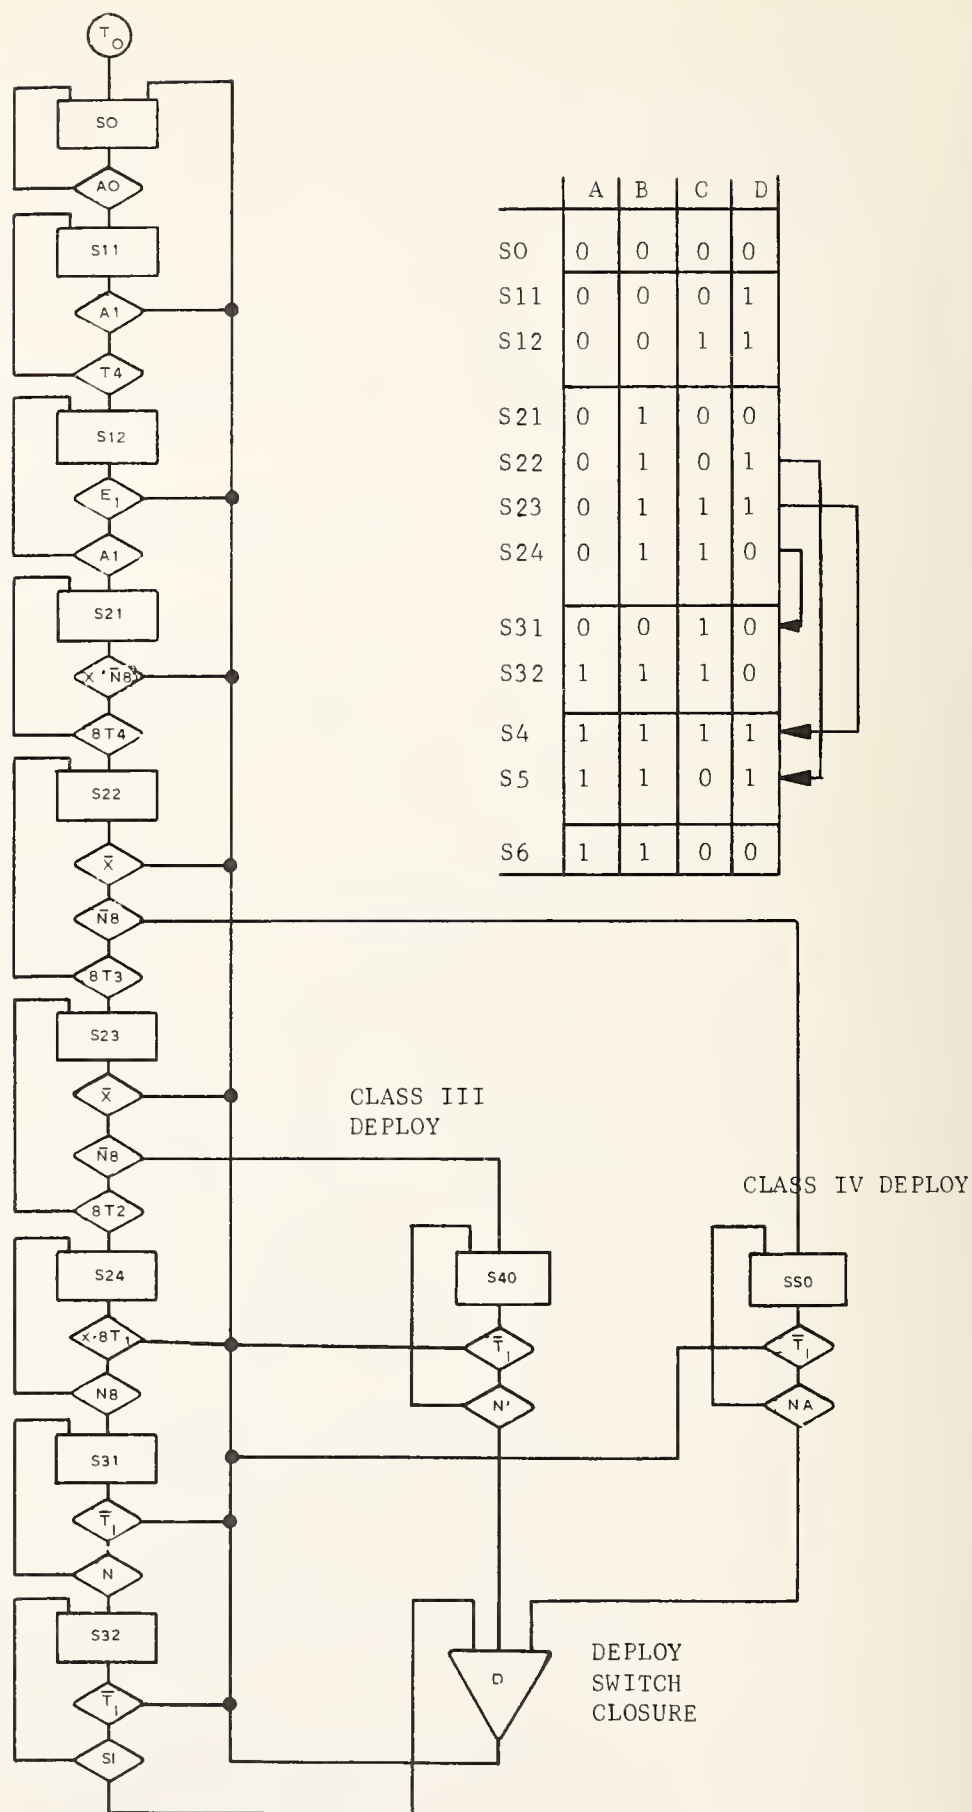 T₀
S0
A0
S11
A1
T4
S12
E₁
A1
S21
X·N̄8
8T4
S22
X̄
N̄8
8T3
S23
X̄
N̄8
8T2
S24
X·8T₁
N8
S31
T̄₁
N
S32
T̄₁
S1
A B C D
S0 0 0 0 0
S11 0 0 0 1
S12 0 0 1 1
S21 0 1 0 0
S22 0 1 0 1
S23 0 1 1 1
S24 0 1 1 0
S31 0 0 1 0
S32 1 1 1 0
S4 1 1 1 1
S5 1 1 0 1
S6 1 1 0 0
CLASS III
DEPLOY
S40
T̄₁
N'
CLASS IV DEPLOY
SS0
T̄₁
NA
D
DEPLOY
SWITCH
CLOSURE